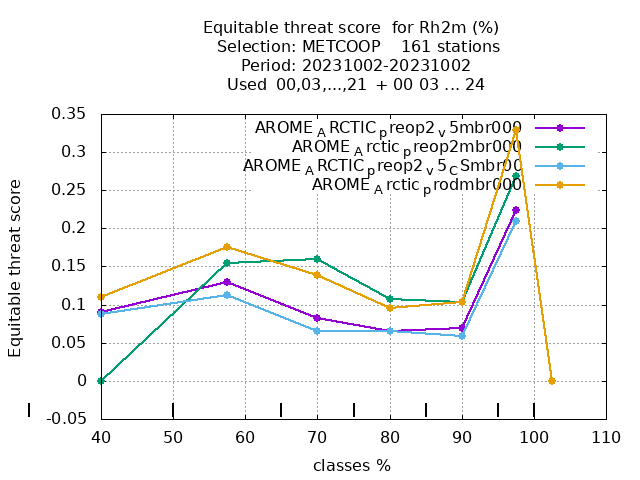 Equitable threat score for Rh2m (%)
Selection: METCOOP 161 stations
Period: 20231002-20231002
Used 00,03,...,21 + 00 03 ... 24
AROME_ARCTIC_preop2_v5mbr000
AROME_Arctic_preop2mbr000
AROME_ARCTIC_preop2_v5_CSmbr00
AROME_Arctic_prodmbr000
Equitable threat score
0.35
0.3
0.25
0.2
0.15
0.1
0.05
0
-0.05
40 50 60 70 80 90 100 110
classes %